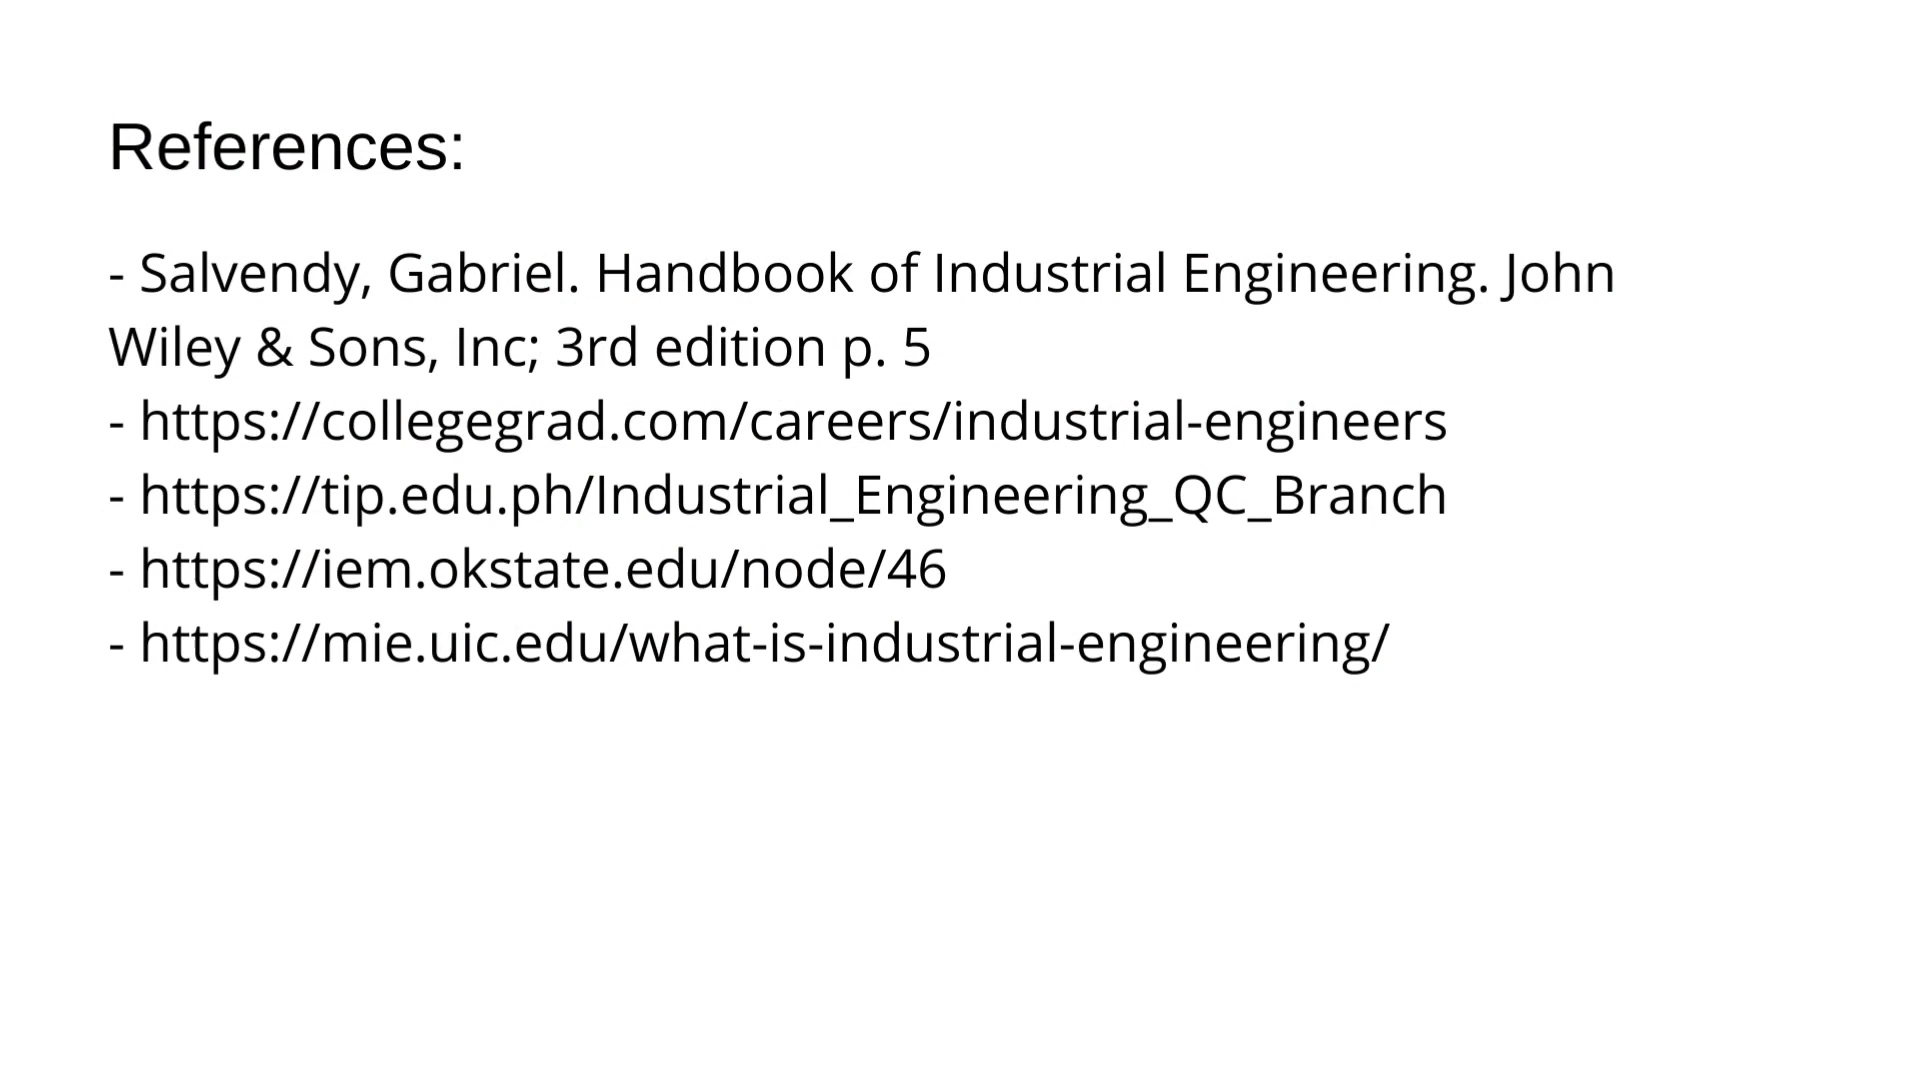 References:
- Salvendy, Gabriel. Handbook of Industrial Engineering. John
Wiley & Sons, Inc; 3rd edition p. 5
- https://collegegrad.com/careers/industrial-engineers
- https://tip.edu.ph/Industrial_Engineering_QC_Branch
- https://iem.okstate.edu/node/46
- https://mie.uic.edu/what-is-industrial-engineering/